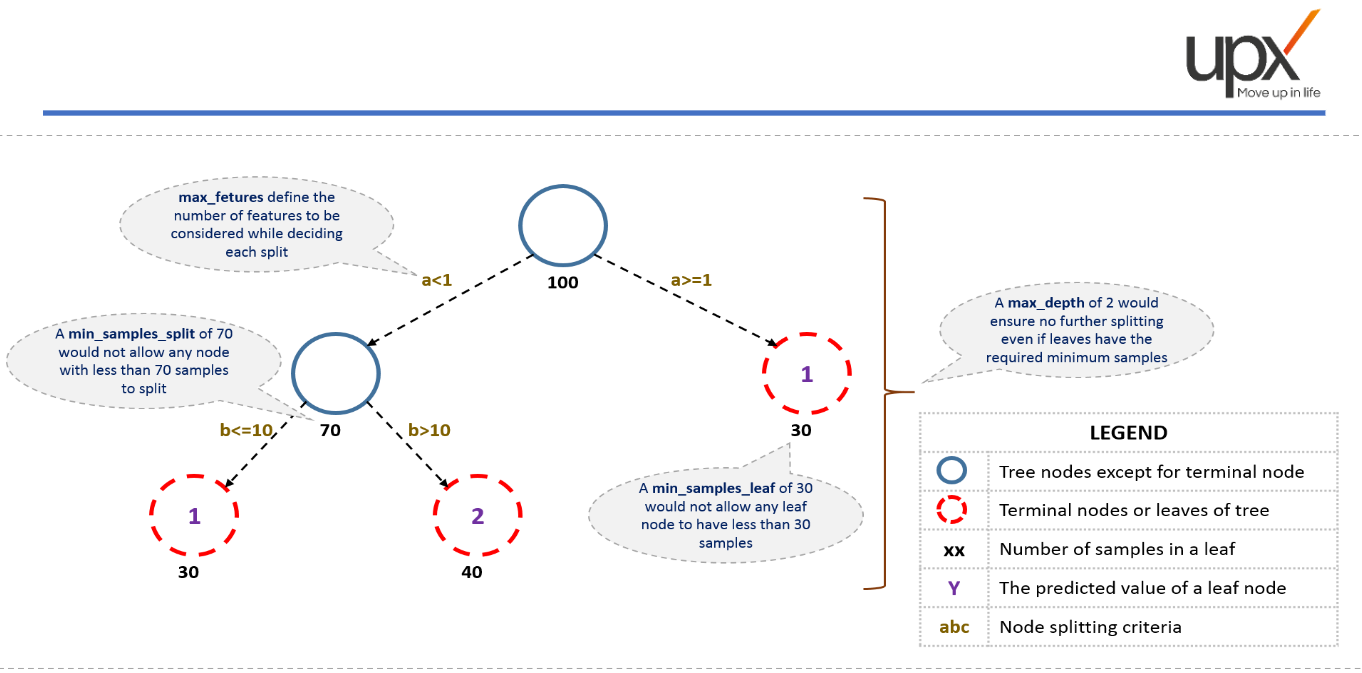 upx
Move up in life
max_fetures define the
number of features to be
considered while deciding
each split
a<1
100
a>=1
A max_depth of 2 would
ensure no further splitting
even if leaves have the
required minimum samples
A min_samples_split of 70
would not allow any node
with less than 70 samples
to split
1
30
b<=10
70
b>10
1
30
2
40
A min_samples_leaf of 30
would not allow any leaf
node to have less than 30
samples
LEGEND
Tree nodes except for terminal node
Terminal nodes or leaves of tree
xx Number of samples in a leaf
Y The predicted value of a leaf node
abc Node splitting criteria